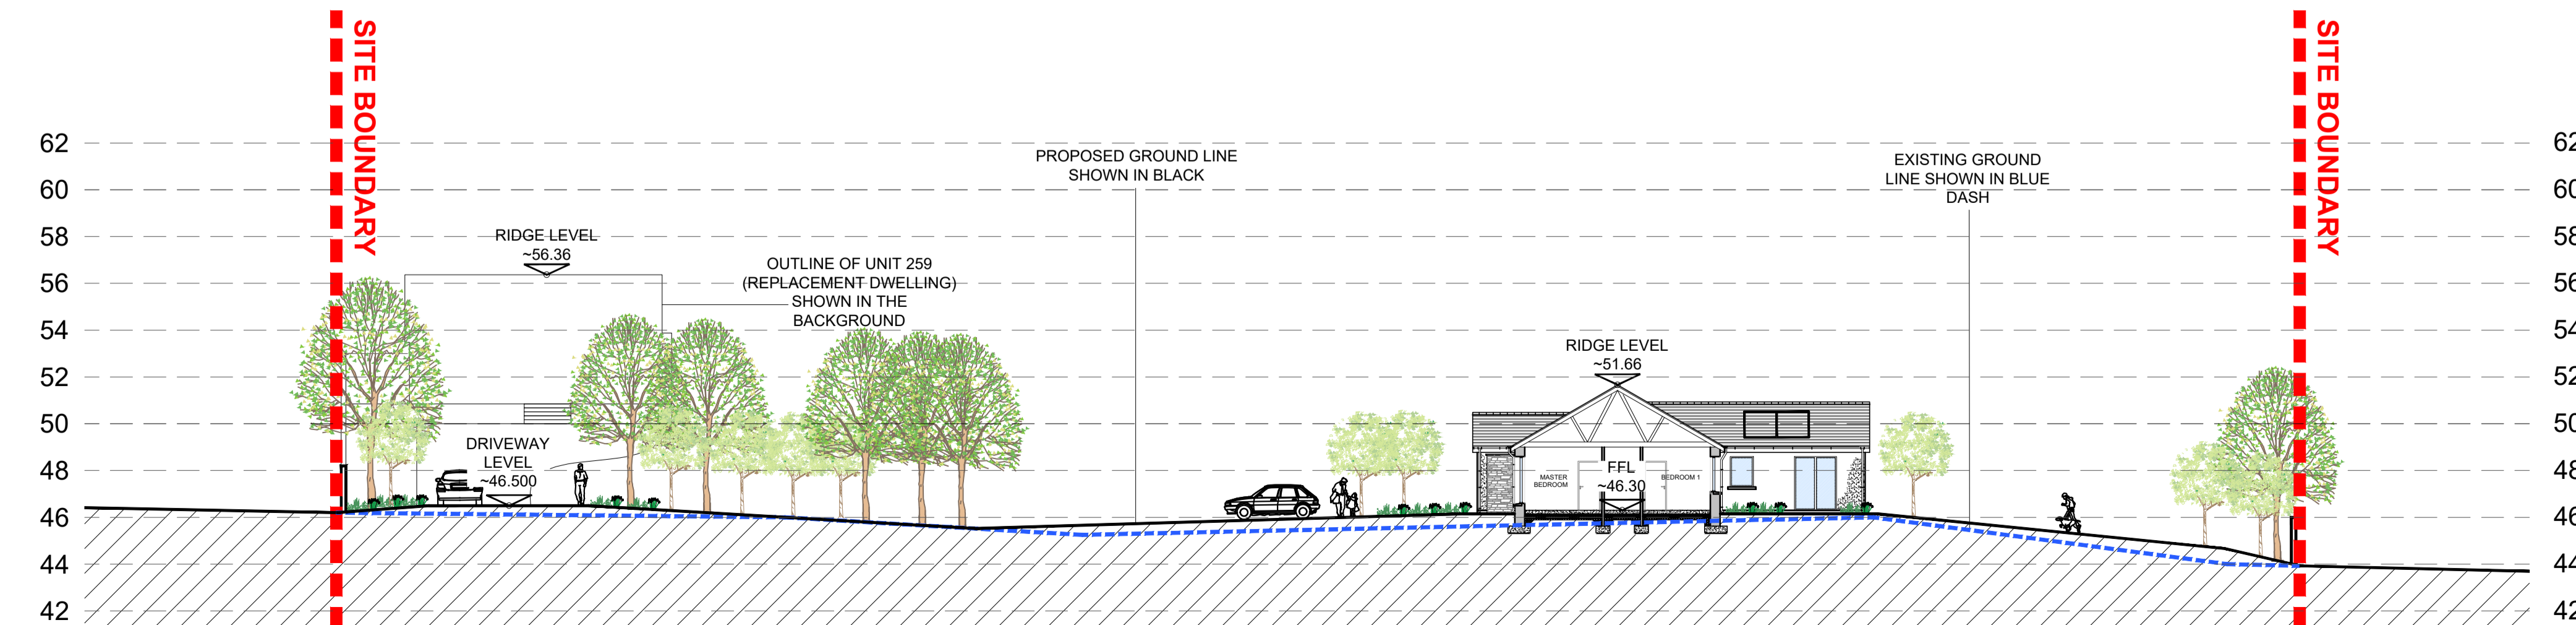 SITE BOUNDARY
SITE BOUNDARY
62
60
58
56
54
52
50
48
46
44
42
RIDGE LEVEL
~56.36
OUTLINE OF UNIT 259
(REPLACEMENT DWELLING)
SHOWN IN THE
BACKGROUND
DRIVEWAY
LEVEL
~46.500
PROPOSED GROUND LINE
SHOWN IN BLACK
RIDGE LEVEL
~51.66
MASTER
BEDROOM
FFL
~46.30
BEDROOM 1
EXISTING GROUND
LINE SHOWN IN BLUE
DASH
62
60
58
56
54
52
50
48
46
44
42